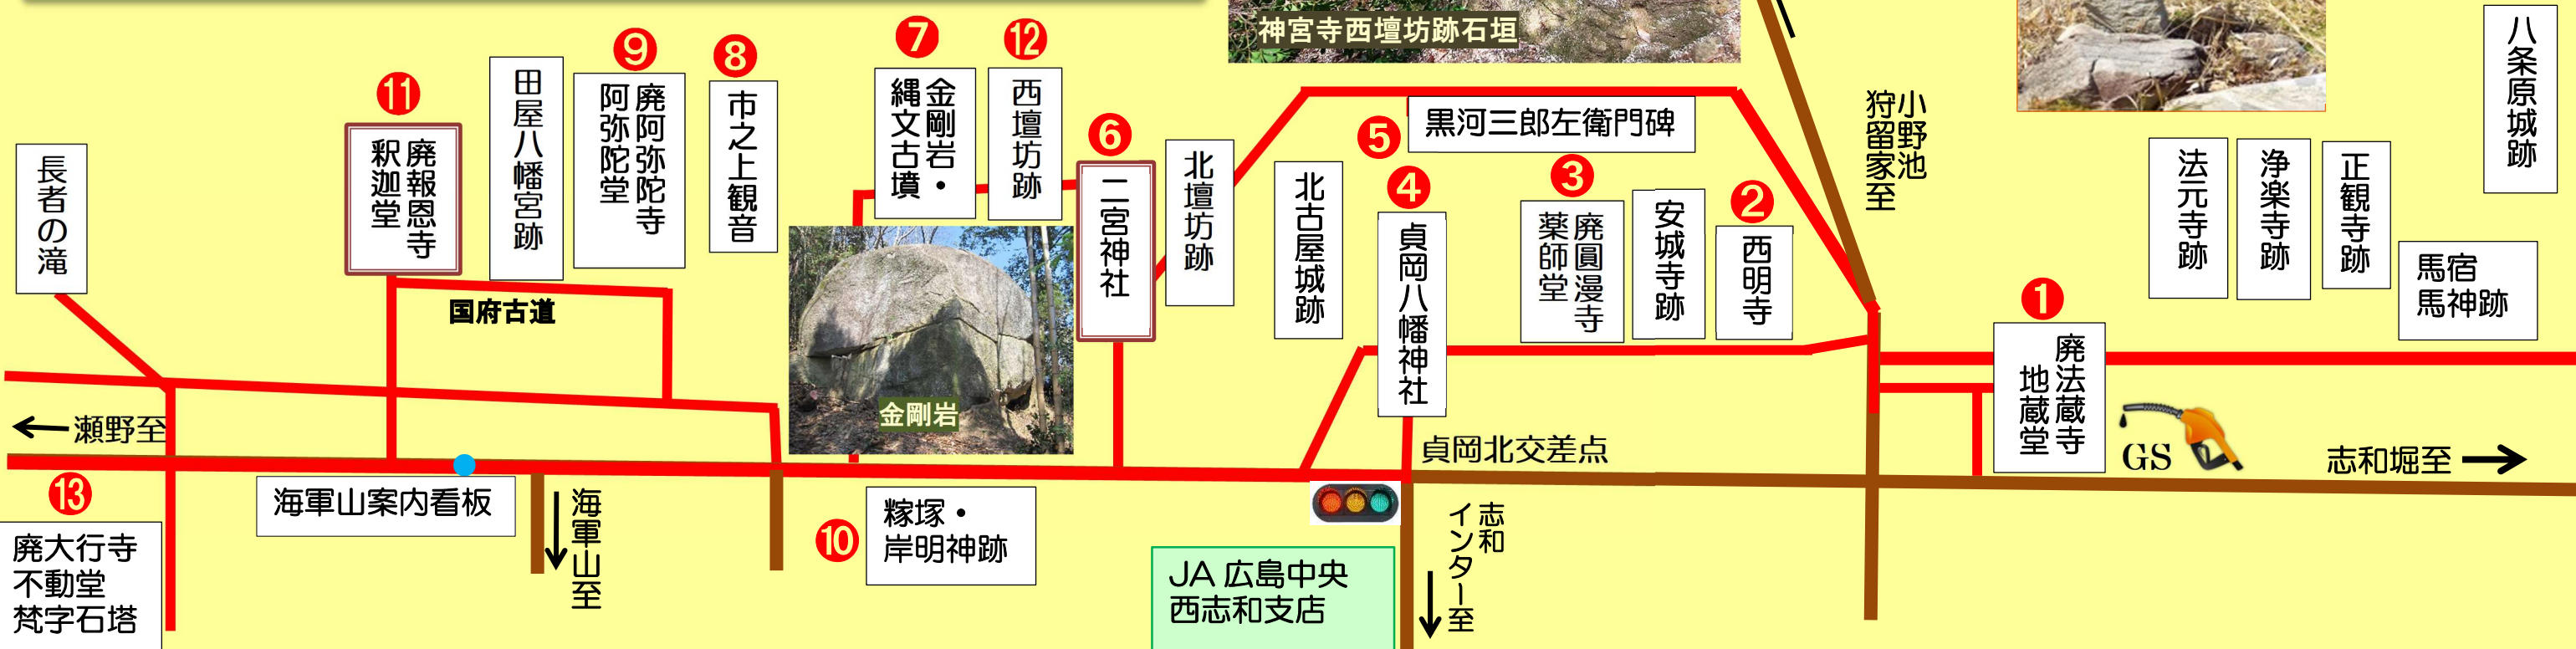 神宮寺西壇坊跡石垣
八条原城跡
⑪
廃報恩寺
釈迦堂
田屋八幡宮跡
⑨
廃阿弥陀寺
阿弥陀堂
⑧
市之上観音
⑦
金剛岩・
縄文古墳
⑫
西壇坊跡
⑥
二宮神社
北壇坊跡
⑤
黒河三郎左衛門碑
北古屋城跡
④
貞岡八幡神社
③
廃圓漫寺
薬師堂
安城寺跡
②
西明寺
小野池
狩留家至
法元寺跡
浄楽寺跡
正観寺跡
馬宿
馬神跡
①
廃法蔵寺
地蔵堂
長者の滝
国府古道
金剛岩
瀬野至
貞岡北交差点
GS
志和堀至
⑬
廃大行寺
不動堂
梵字石塔
海軍山案内看板
海軍山至
⑩
糘塚・
岸明神跡
JA 広島中央
西志和支店
志和
インター至